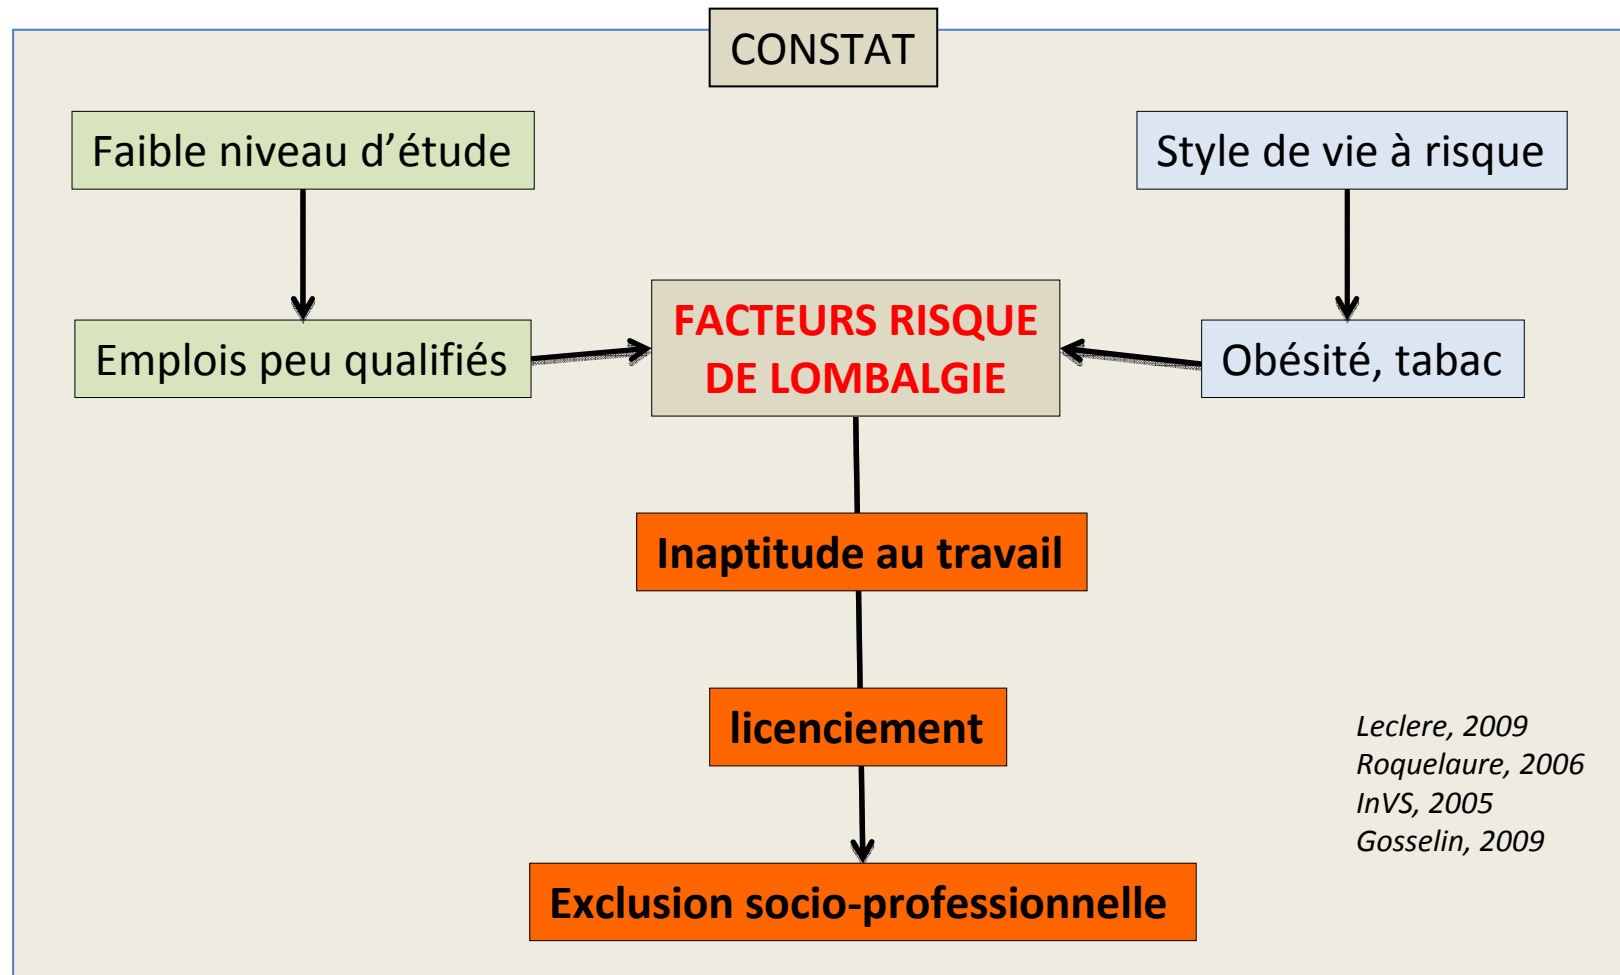 CONSTAT
Faible niveau d’étude
Style de vie à risque
Emplois peu qualifiés
FACTEURS RISQUE
DE LOMBALGIE
Obésité, tabac
Inaptitude au travail
licenciement
Leclere, 2009
Roquelaure, 2006
InVS, 2005
Gosselin, 2009
Exclusion socio-professionnelle